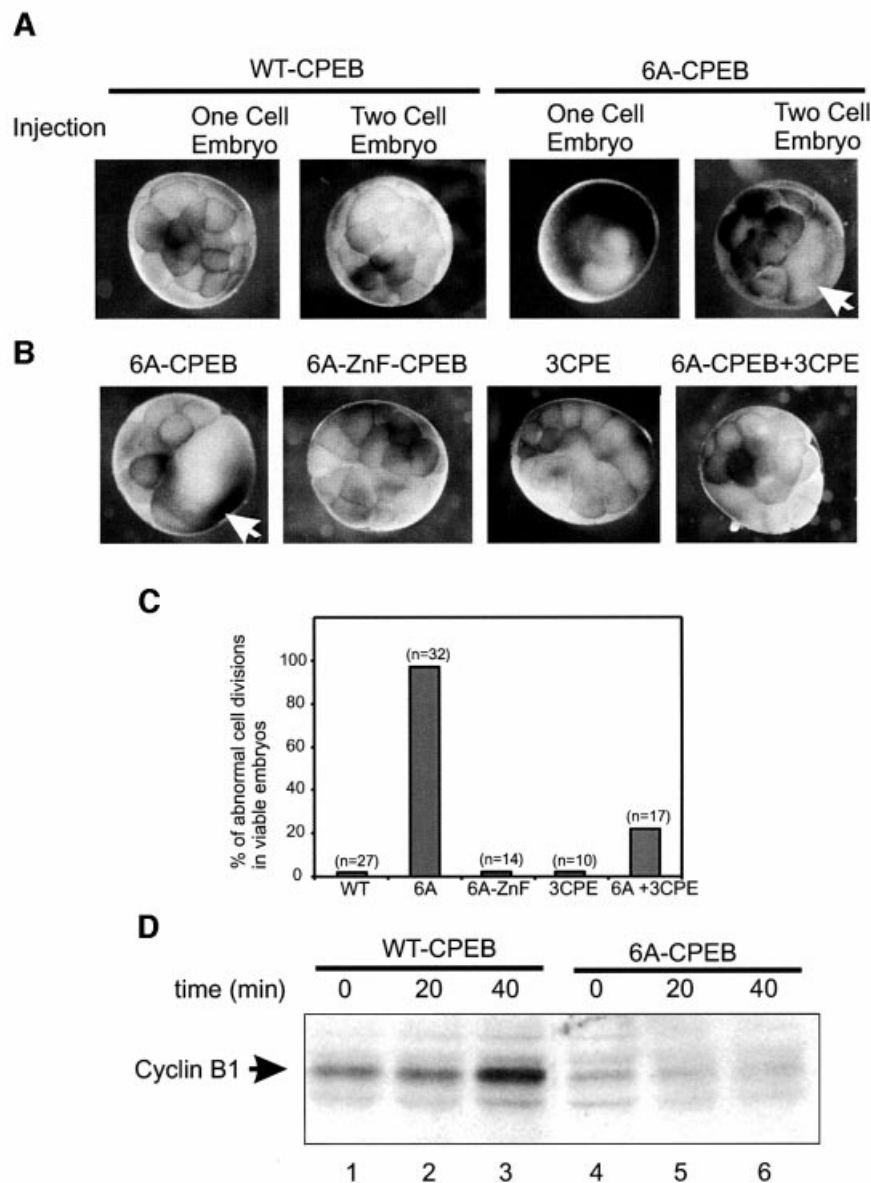 A
WT-CPEB 6A-CPEB
Injection One Cell Embryo Two Cell Embryo One Cell Embryo Two Cell Embryo
B
6A-CPEB 6A-ZnF-CPEB 3CPE 6A-CPEB+3CPE
C
% of abnormal cell divisions
in viable embryos
100
80
60
40
20
0
(n=27) (n=32) (n=14) (n=10) (n=17)
WT 6A 6A-ZnF 3CPE 6A +3CPE
D
WT-CPEB 6A-CPEB
time (min) 0 20 40 0 20 40
Cyclin B1
1 2 3 4 5 6